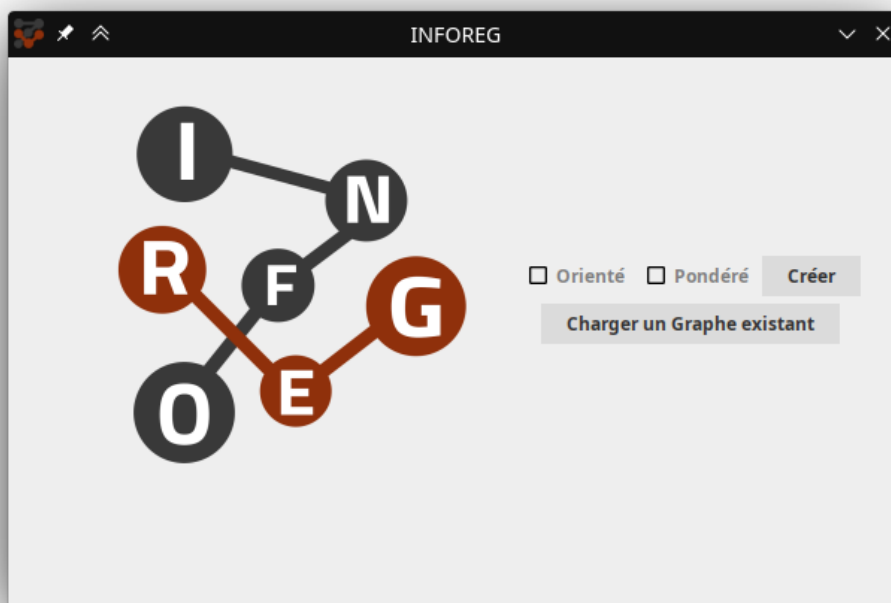 INFOREG
I
N
R
F
G
E
O
Orienté Pondéré Créer
Charger un Graphe existant